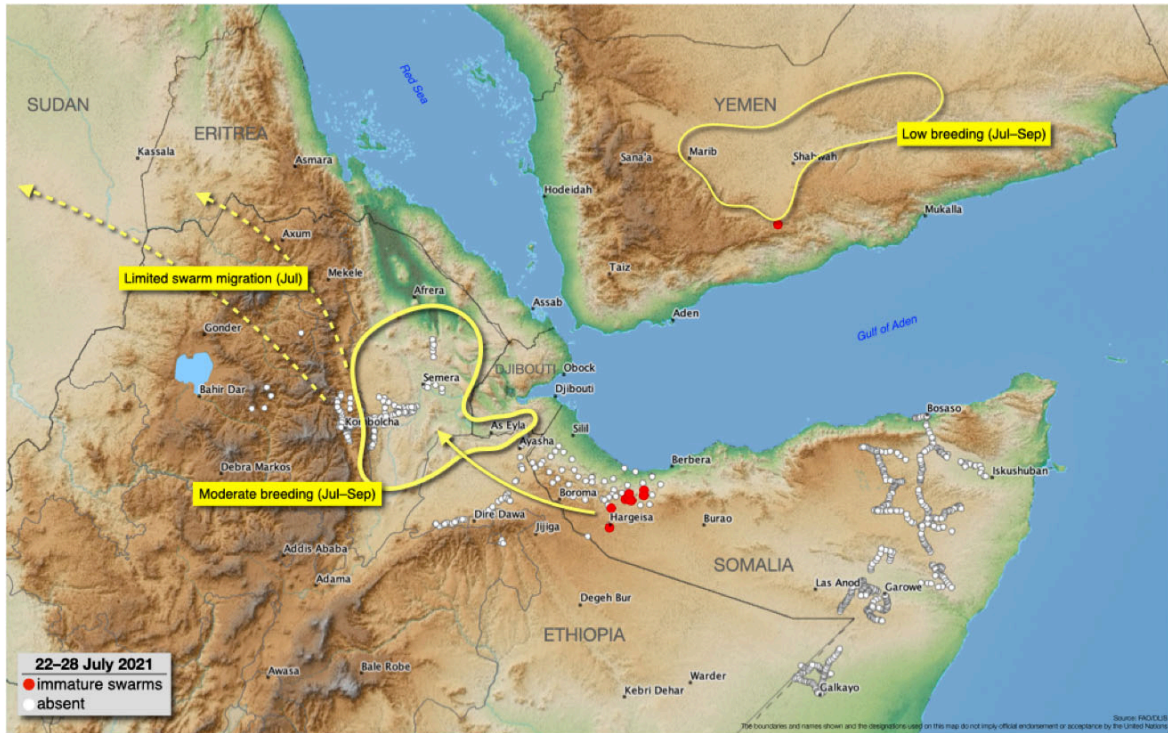 SUDAN
Kassala
ERITREA
Asmara
Red Sea
YEMEN
Low breeding (Jul–Sep)
Sana'a
Marib
Shabwah
Hodeidah
Mukalla
Axum
Taiz
Limited swarm migration (Jul)
Mekele
Afrera
Assab
Aden
Gulf of Aden
Gonder
Bahir Dar
Semera
DJIBOUTI
Obock
Djibouti
Kombolcha
As Eyla
Silil
Ayasha
Bosaso
Debra Markos
Berbera
Iskushuban
Moderate breeding (Jul–Sep)
Boroma
Dire Dawa
Hargeisa
Jijiga
Burao
Addis Ababa
SOMALIA
Adama
Las Anod
Garowe
Degeh Bur
ETHIOPIA
Awasa
Bale Robe
Warder
Kebri Dehar
Galkayo
22–28 July 2021
immature swarms
absent
Source: FAO/DLIS
The boundaries and names shown and the designations used on this map do not imply official endorsement or acceptance by the United Nations